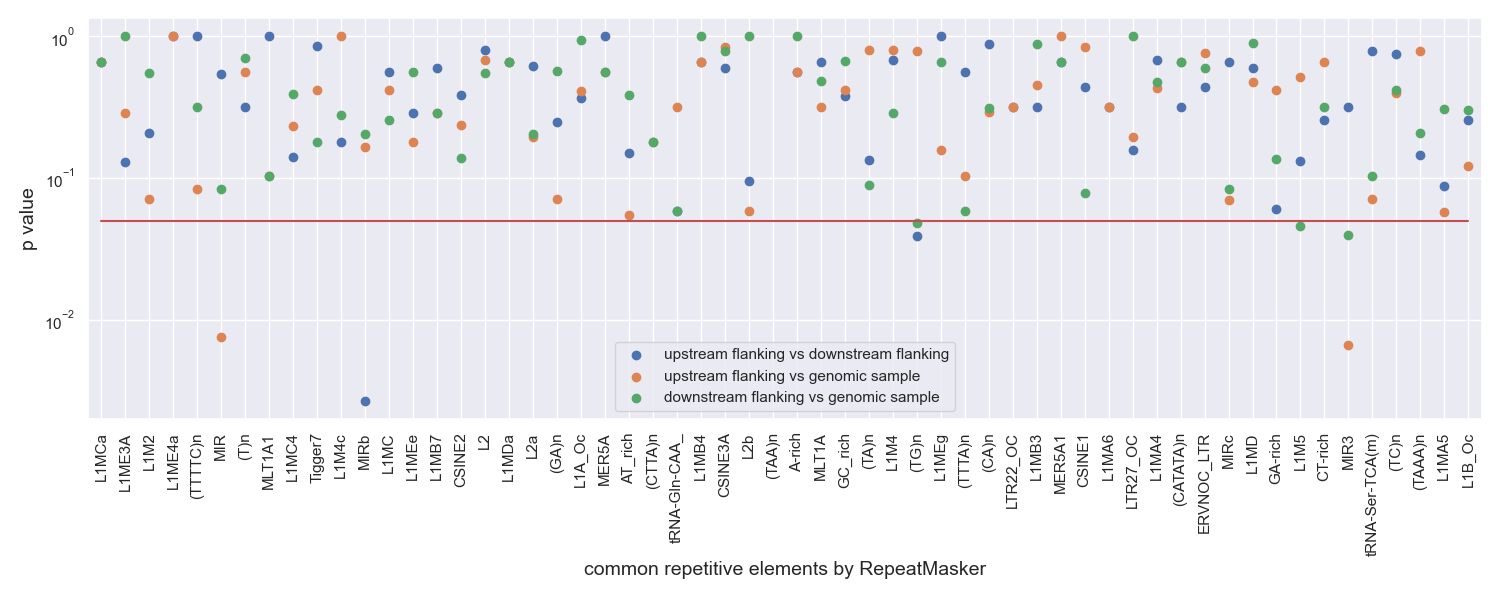 p value
10⁰
10⁻¹
10⁻²
upstream flanking vs downstream flanking
upstream flanking vs genomic sample
downstream flanking vs genomic sample
L1MCa
L1ME3A
L1M2
L1ME4a
(TTTTC)n
MIR
(T)n
MLT1A1
L1MC4
Tigger7
L1M4c
MIRb
L1MC
L1MEe
L1MB7
CSINE2
L2
L1MDa
L2a
(GA)n
L1A_Oc
MER5A
AT_rich
(CTTA)n
tRNA-Gln-CAA_
L1MB4
CSINE3A
L2b
(TAA)n
A-rich
MLT1A
GC_rich
(TA)n
L1M4
(TG)n
L1MEg
(TTTA)n
(CA)n
LTR22_OC
L1MB3
MER5A1
CSINE1
L1MA6
LTR27_OC
L1MA4
(CATATA)n
ERVNOC_LTR
MIRc
L1MD
GA-rich
L1M5
CT-rich
MIR3
tRNA-Ser-TCA(m)
(TC)n
(TAAA)n
L1MA5
L1B_Oc
common repetitive elements by RepeatMasker